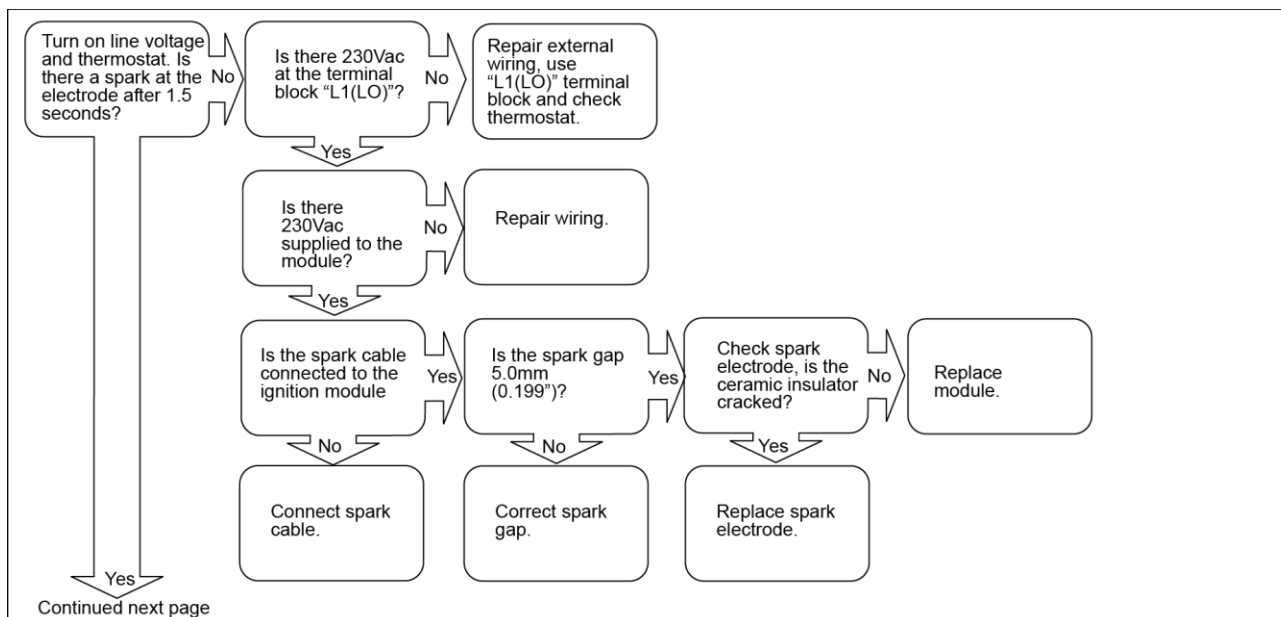 Turn on line voltage
and thermostat. Is
there a spark at the
electrode after 1.5
seconds?
No
Is there 230Vac
at the terminal
block “L1(LO)”?
No
Repair external
wiring, use
“L1(LO)” terminal
block and check
thermostat.
Yes
Is there
230Vac
supplied to the
module?
No
Repair wiring.
Yes
Is the spark cable
connected to the
ignition module
Yes
Is the spark gap
5.0mm
(0.199”)?
Yes
Check spark
electrode, is the
ceramic insulator
cracked?
No
Replace
module.
No
No
Yes
Connect spark
cable.
Correct spark
gap.
Replace spark
electrode.
Yes
Continued next page